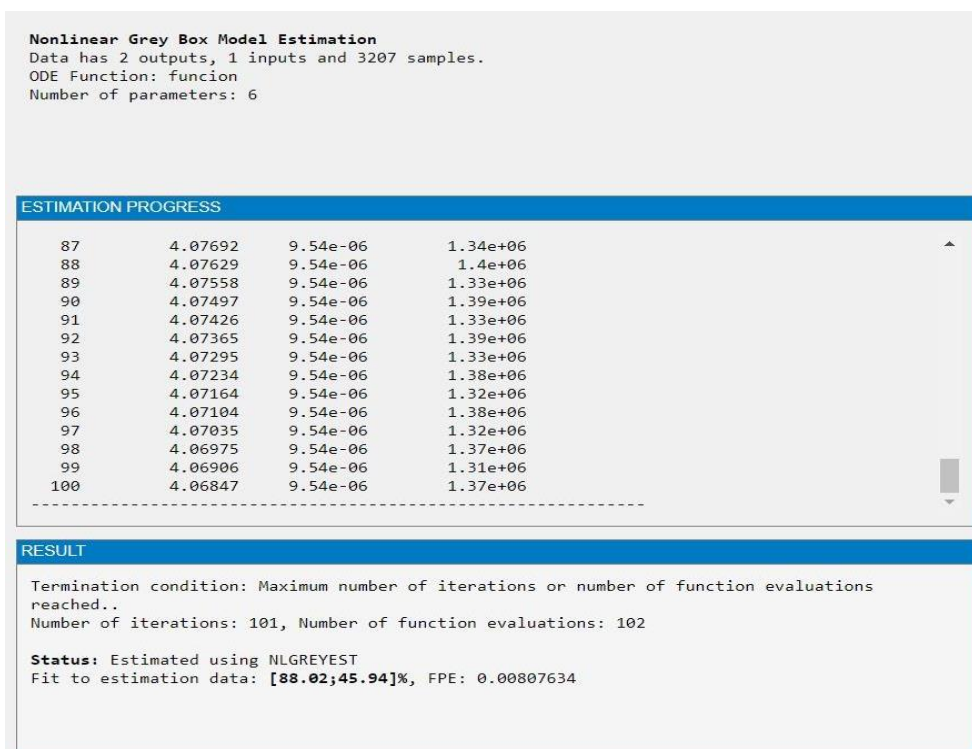 Nonlinear Grey Box Model Estimation
Data has 2 outputs, 1 inputs and 3207 samples.
ODE Function: funcion
Number of parameters: 6
ESTIMATION PROGRESS
87 4.07692 9.54e-06 1.34e+06
88 4.07629 9.54e-06 1.4e+06
89 4.07558 9.54e-06 1.33e+06
90 4.07497 9.54e-06 1.39e+06
91 4.07426 9.54e-06 1.33e+06
92 4.07365 9.54e-06 1.39e+06
93 4.07295 9.54e-06 1.33e+06
94 4.07234 9.54e-06 1.38e+06
95 4.07164 9.54e-06 1.32e+06
96 4.07104 9.54e-06 1.38e+06
97 4.07035 9.54e-06 1.32e+06
98 4.06975 9.54e-06 1.37e+06
99 4.06906 9.54e-06 1.31e+06
100 4.06847 9.54e-06 1.37e+06
------------------------------------------------------------------
RESULT
Termination condition: Maximum number of iterations or number of function evaluations
reached..
Number of iterations: 101, Number of function evaluations: 102
Status: Estimated using NLGREYEST
Fit to estimation data: [88.02;45.94]%, FPE: 0.00807634